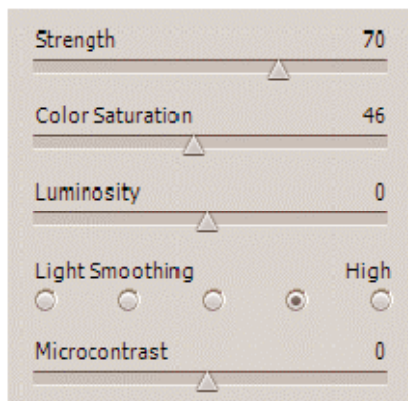 Strength 70
Color Saturation 46
Luminosity 0
Light Smoothing High
Microcontrast 0